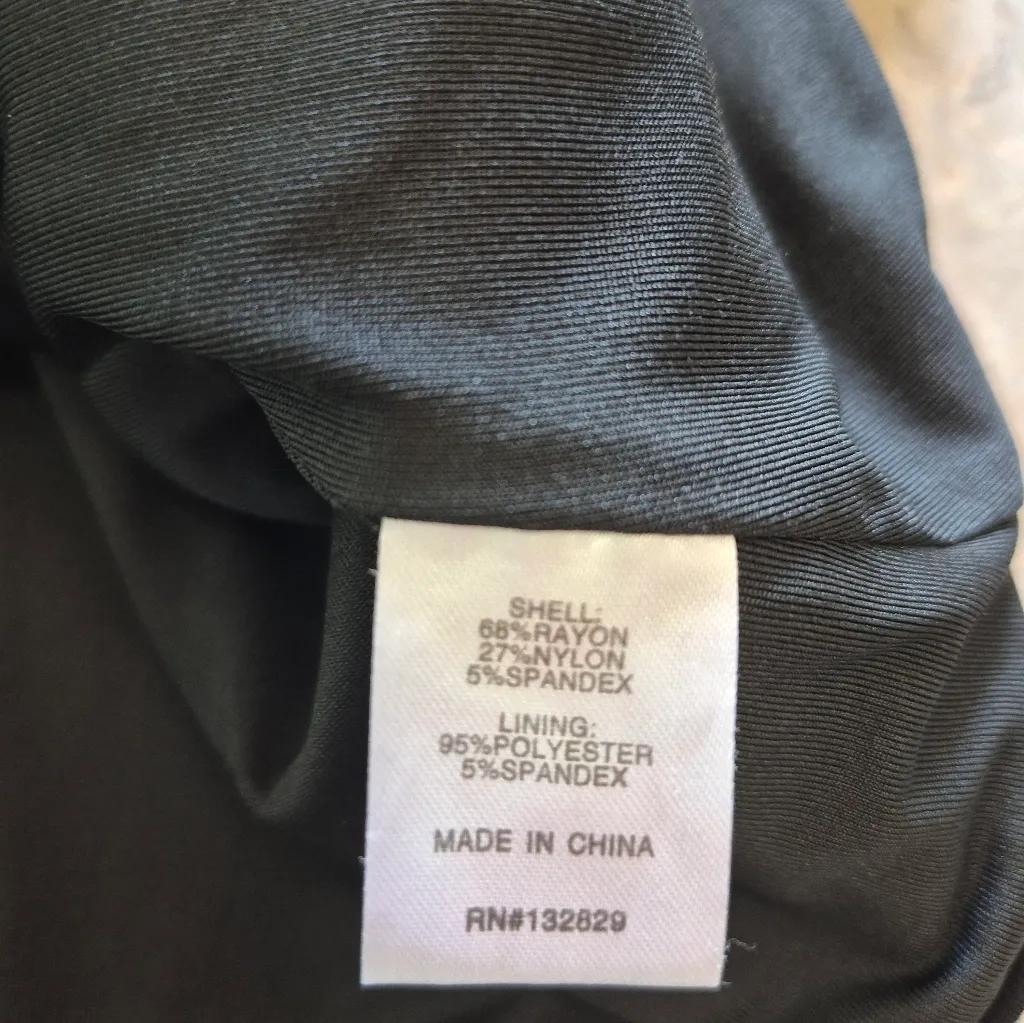 SHELL:
68%RAYON
27%NYLON
5%SPANDEX
LINING:
95%POLYESTER
5%SPANDEX
MADE IN CHINA
RN#132829